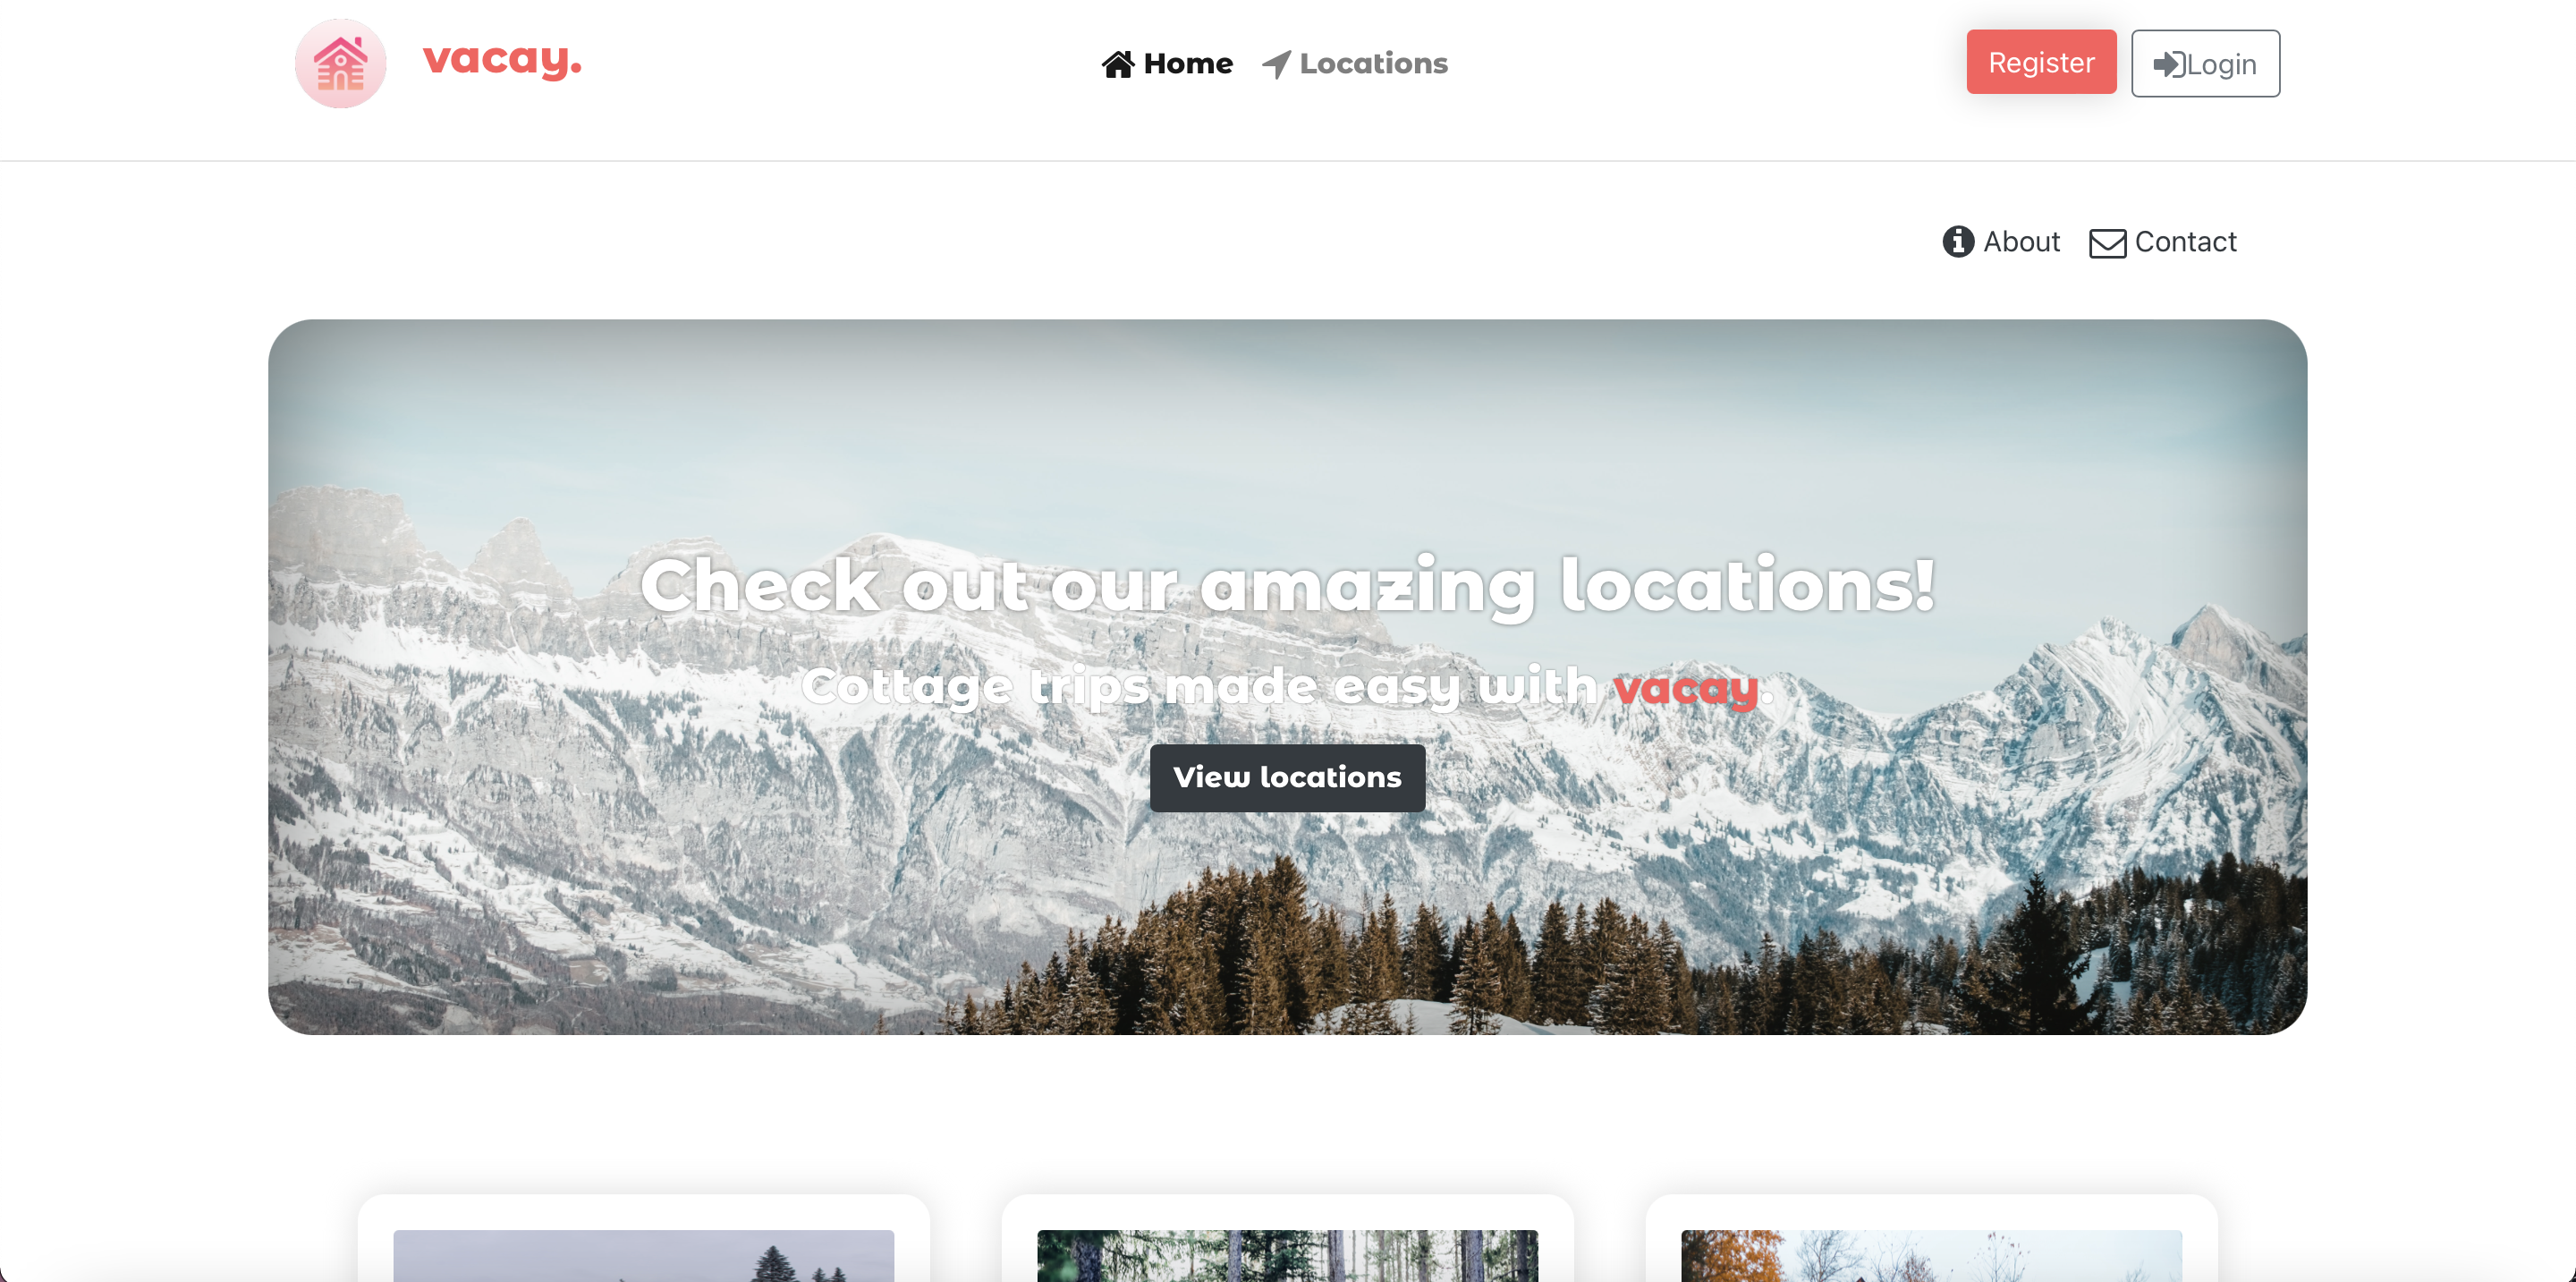 vacay.
Home
Locations
Register
Login
About
Contact
Check out our amazing locations!
Cottage trips made easy with vacay.
View locations